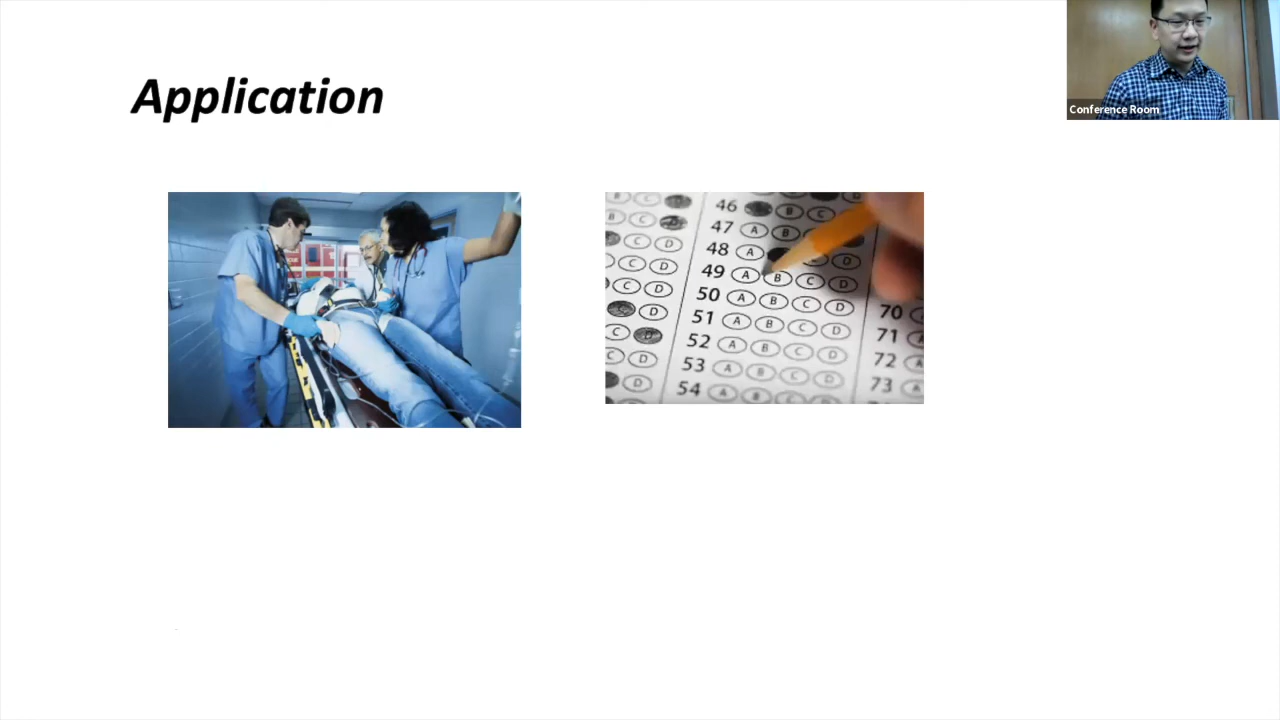 Application
Conference Room
46 B C
47 A B
48 A C D
49 A B C D
50 A B C D
51 A B C D
52 A B C D
53 A B C D
54 A B C D
70
71
72 A
73 A
B C
B C
C D
C D
C D
D
C D
C D
D